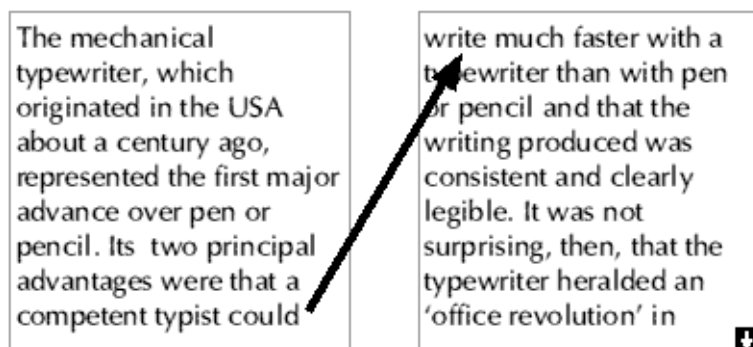 The mechanical
typewriter, which
originated in the USA
about a century ago,
represented the first major
advance over pen or
pencil. Its  two principal
advantages were that a
competent typist could
write much faster with a
typewriter than with pen
or pencil and that the
writing produced was
consistent and clearly
legible. It was not
surprising, then, that the
typewriter heralded an
‘office revolution’ in